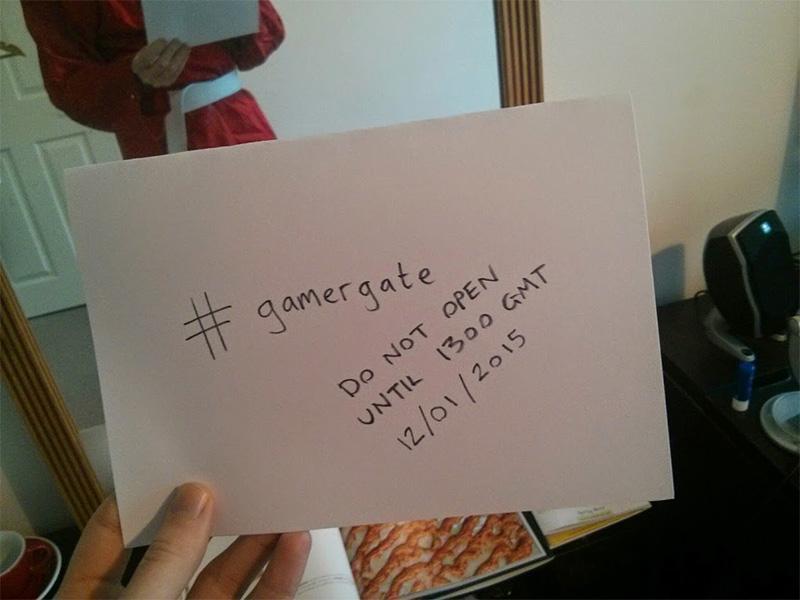 # gamergate
DO NOT OPEN
UNTIL 1300 GMT
12/01/2015